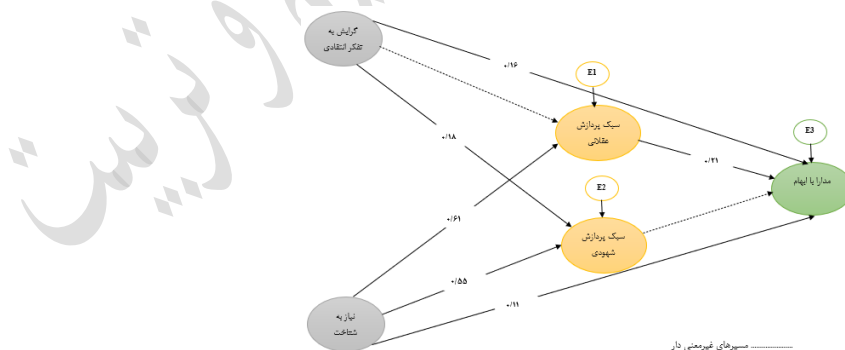 گرایش به
تفکر انتقادی
۰/۱۶
E1
سبک پردازش
عقلانی
E3
۰/۱۸
۰/۲۱
مدارا با ابهام
E2
۰/۶۱
سبک پردازش
شهودی
۰/۵۵
۰/۱۱
نیاز به
شناخت
............... مسیرهای غیرمعنی دار